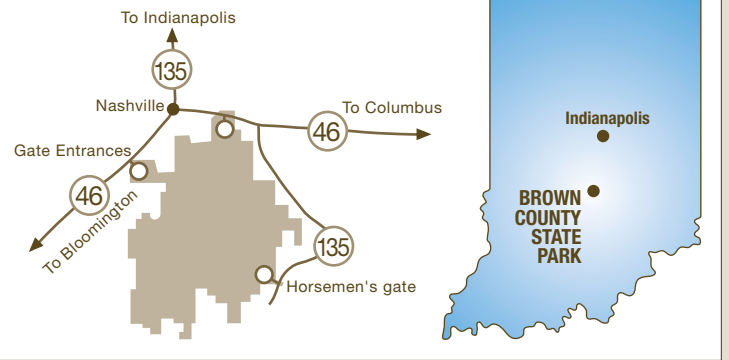 To Indianapolis
135
Nashville
To Columbus
46
Gate Entrances
46
To Bloomington
135
Horsemen's gate
Indianapolis
BROWN
COUNTY
STATE
PARK